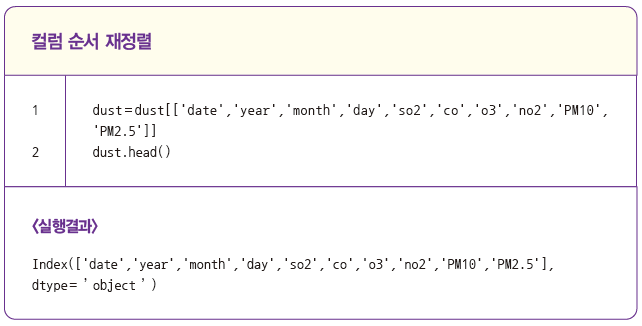 컬럼 순서 재정렬
1 dust=dust[['date','year','month','day','so2','co','o3','no2','PM10',
'PM2.5']]
2 dust.head()
<실행결과>
Index(['date','year','month','day','so2','co','o3','no2','PM10','PM2.5'],
dtype= ’object ’)